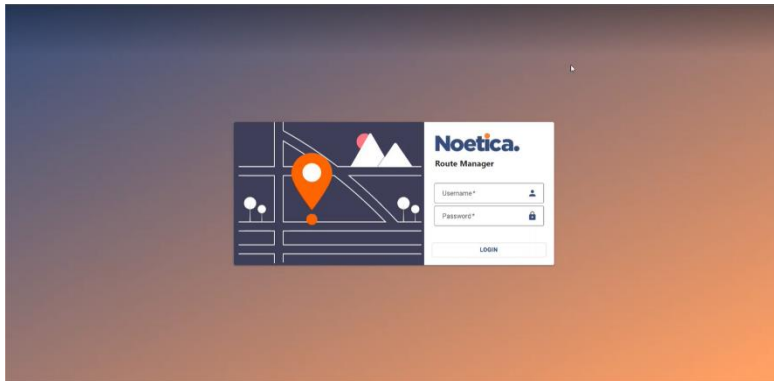 Noetica.
Route Manager
Username*
Password*
LOGIN